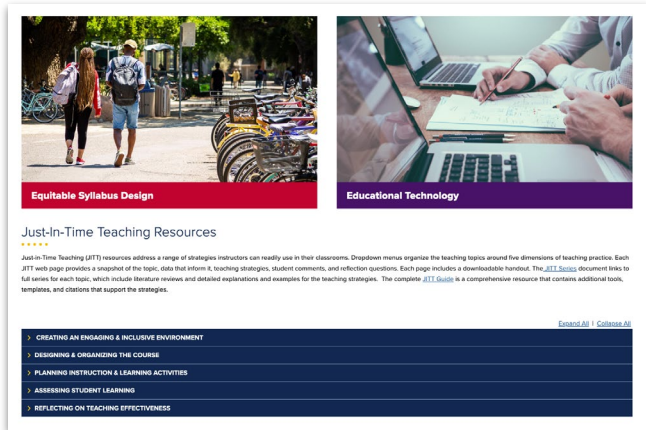 Equitable Syllabus Design
Educational Technology
Just-In-Time Teaching Resources
Just-in-Time Teaching (JITT) resources address a range of strategies instructors can readily use in their classrooms. Dropdown menus organize the teaching topics around five dimensions of teaching practice. Each
JITT web page provides a snapshot of the topic, data that inform it, teaching strategies, student comments, and reflection questions. Each page includes a downloadable handout. The JITT Series document links to
full series for each topic, which include literature reviews and detailed explanations and examples for the teaching strategies. The complete JITT Guide is a comprehensive resource that contains additional tools,
templates, and citations that support the strategies.
Expand All | Collapse All
> CREATING AN ENGAGING & INCLUSIVE ENVIRONMENT
> DESIGNING & ORGANIZING THE COURSE
> PLANNING INSTRUCTION & LEARNING ACTIVITIES
> ASSESSING STUDENT LEARNING
> REFLECTING ON TEACHING EFFECTIVENESS